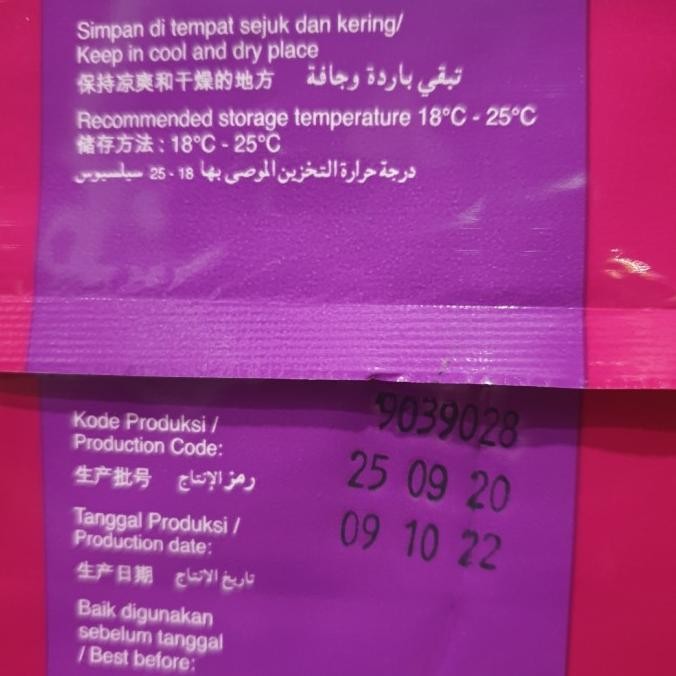 Simpan di tempat sejuk dan kering/
Keep in cool and dry place
保持凉爽和干燥的地方 تبقي باردة وجافة
Recommended storage temperature 18°C - 25°C
储存方法 : 18°C - 25°C
درجة حرارة التخزين الموصى بها 18 - 25 سيلسيوس
9039028
Kode Produksi /
Production Code:
25 09 20
生产批号 رمز الإنتاج
Tanggal Produksi /
Production date:
09 10 22
生产日期 تاريخ الانتاج
Baik digunakan
sebelum tanggal
/ Best before: